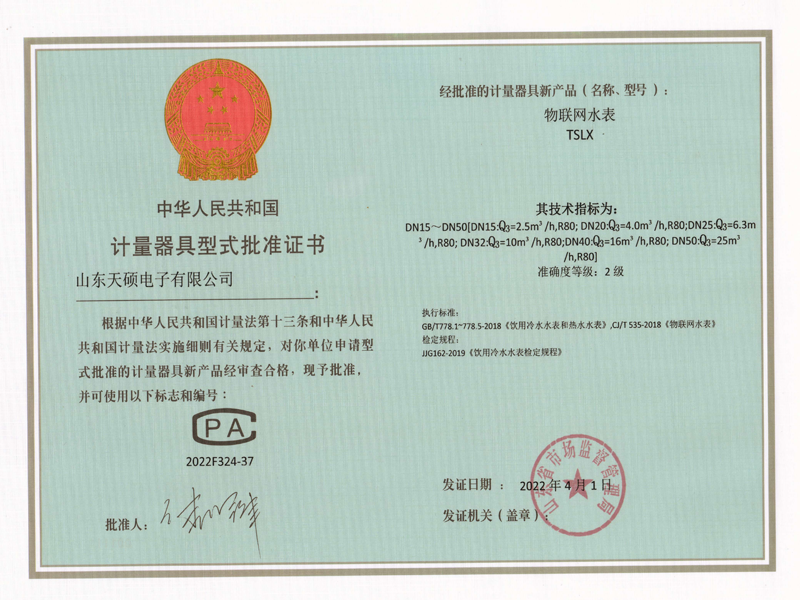 中华人民共和国
计量器具型式批准证书
山东天硕电子有限公司
:
根据中华人民共和国计量法第十三条和中华人民
共和国计量法实施细则有关规定，对你单位申请型
式批准的计量器具新产品经审查合格，现予批准，
并可使用以下标志和编号：
CPA
2022F324-37
批准人：
经批准的计量器具新产品（名称、型号）：
物联网水表
TSLX
其技术指标为：
DN15～DN50[DN15:Q₃=2.5m³ /h,R80; DN20:Q₃=4.0m³ /h,R80;DN25:Q₃=6.3m
³ /h,R80; DN32:Q₃=10m³ /h,R80;DN40:Q₃=16m³ /h,R80; DN50:Q₃=25m³
/h,R80]
准确度等级：2 级
执行标准：
GB/T778.1~778.5-2018《饮用冷水水表和热水水表》,CJ/T 535-2018《物联网水表》
检定规程：
JJG162-2019《饮用冷水水表检定规程》
发证日期 ： 2022 年 4 月 1 日
发证机关（盖章）：
山东省市场监督管理局